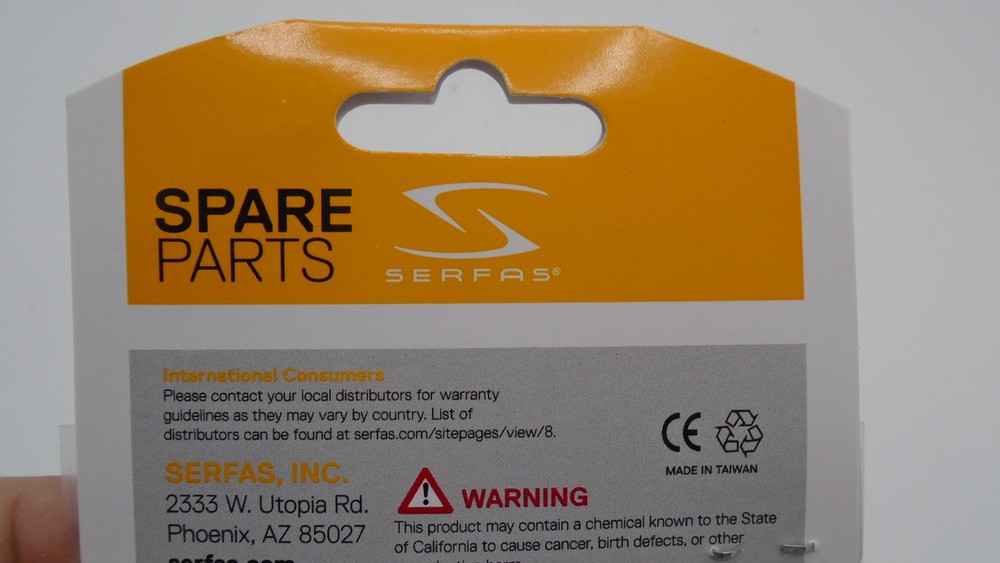 SPARE
PARTS
SERFAS®
International Consumers
Please contact your local distributors for warranty
guidelines as they may vary by country. List of
distributors can be found at serfas.com/sitepages/view/8.
CE
MADE IN TAIWAN
SERFAS, INC.
2333 W. Utopia Rd.
Phoenix, AZ 85027
serfas.com
WARNING
This product may contain a chemical known to the State
of California to cause cancer, birth defects, or other